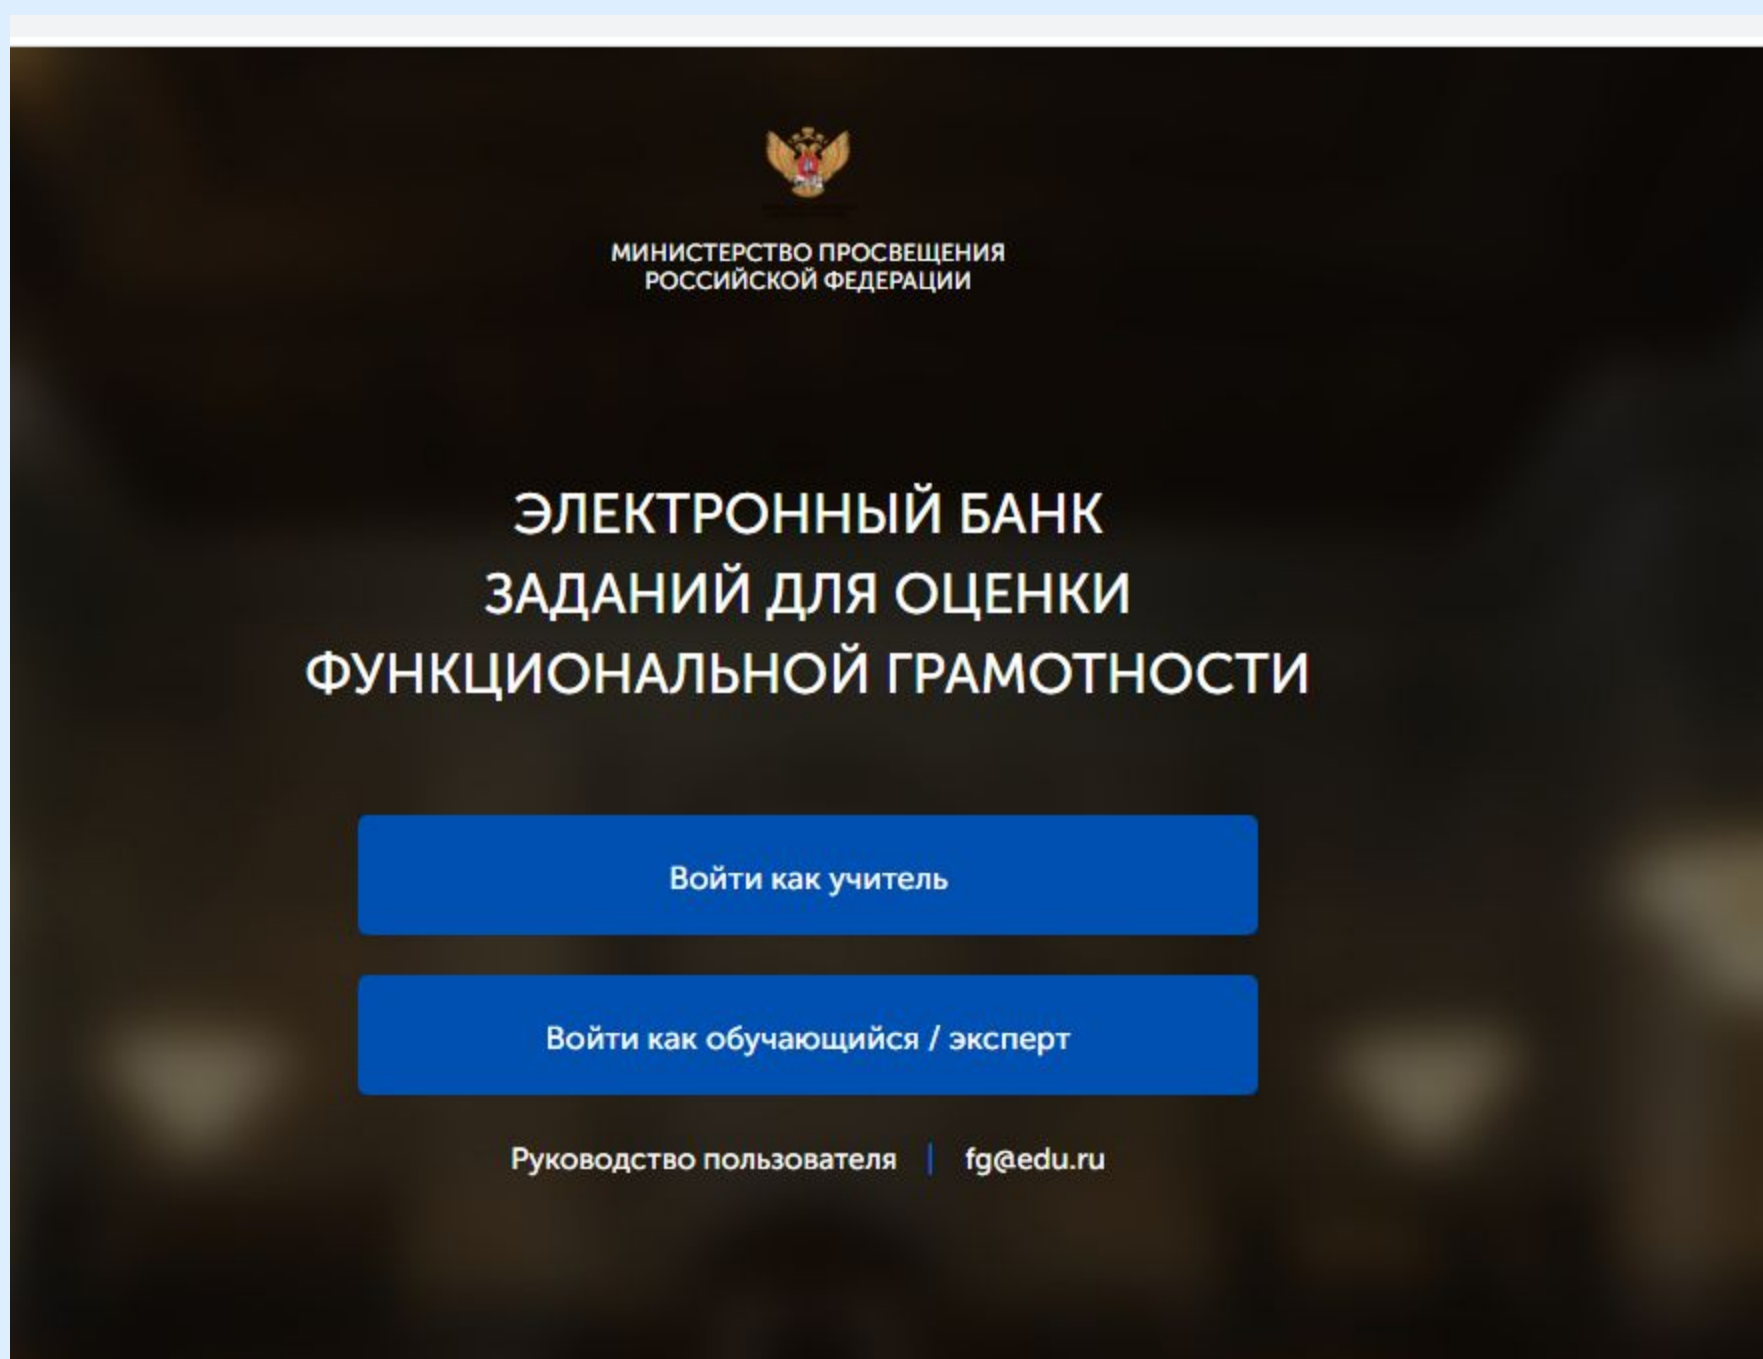 МИНИСТЕРСТВО ПРОСВЕЩЕНИЯ
РОССИЙСКОЙ ФЕДЕРАЦИИ
ЭЛЕКТРОННЫЙ БАНК
ЗАДАНИЙ ДЛЯ ОЦЕНКИ
ФУНКЦИОНАЛЬНОЙ ГРАМОТНОСТИ
Войти как учитель
Войти как обучающийся / эксперт
Руководство пользователя | fg@edu.ru